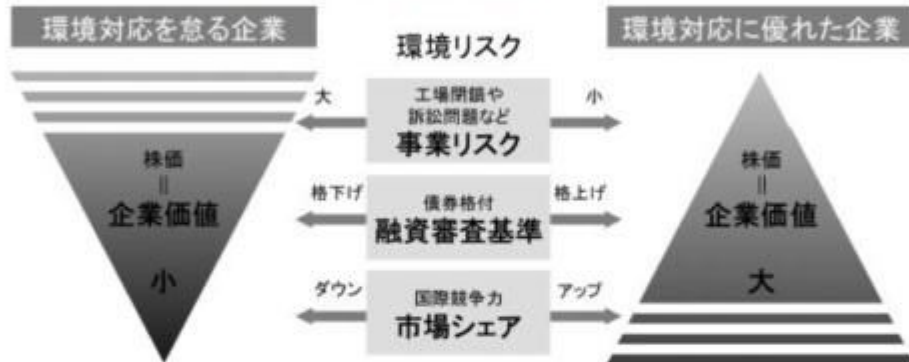 環境対応を怠る企業
環境リスク
環境対応に優れた企業
大
工場閉鎖や
訴訟問題など
事業リスク
小
株価
||
企業価値
小
格下げ
債券格付
融資審査基準
格上げ
ダウン
国際競争力
市場シェア
アップ
株価
||
企業価値
大